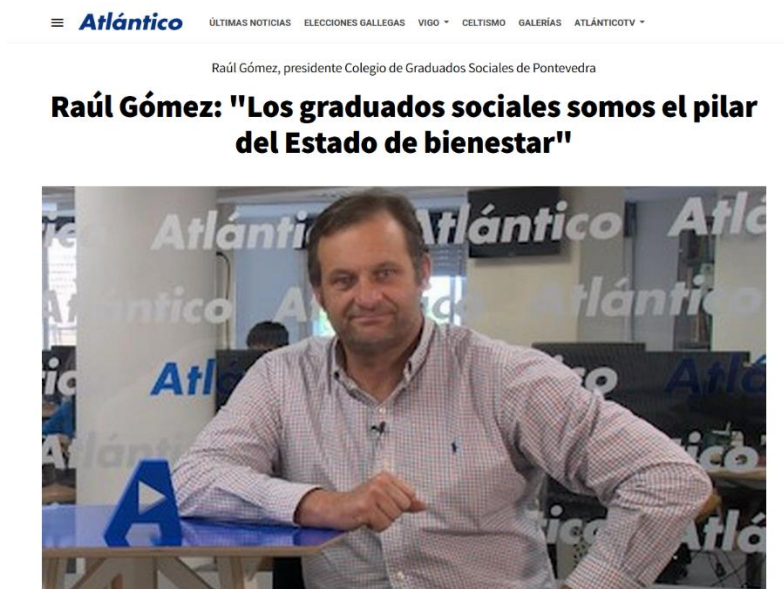 Atlántico ÚLTIMAS NOTICIAS ELECCIONES GALLEGAS VIGO CELTISMO GALERÍAS ATLÁNTICOTV
Raúl Gómez, presidente Colegio de Graduados Sociales de Pontevedra
Raúl Gómez: "Los graduados sociales somos el pilar
del Estado de bienestar"
Atlántico